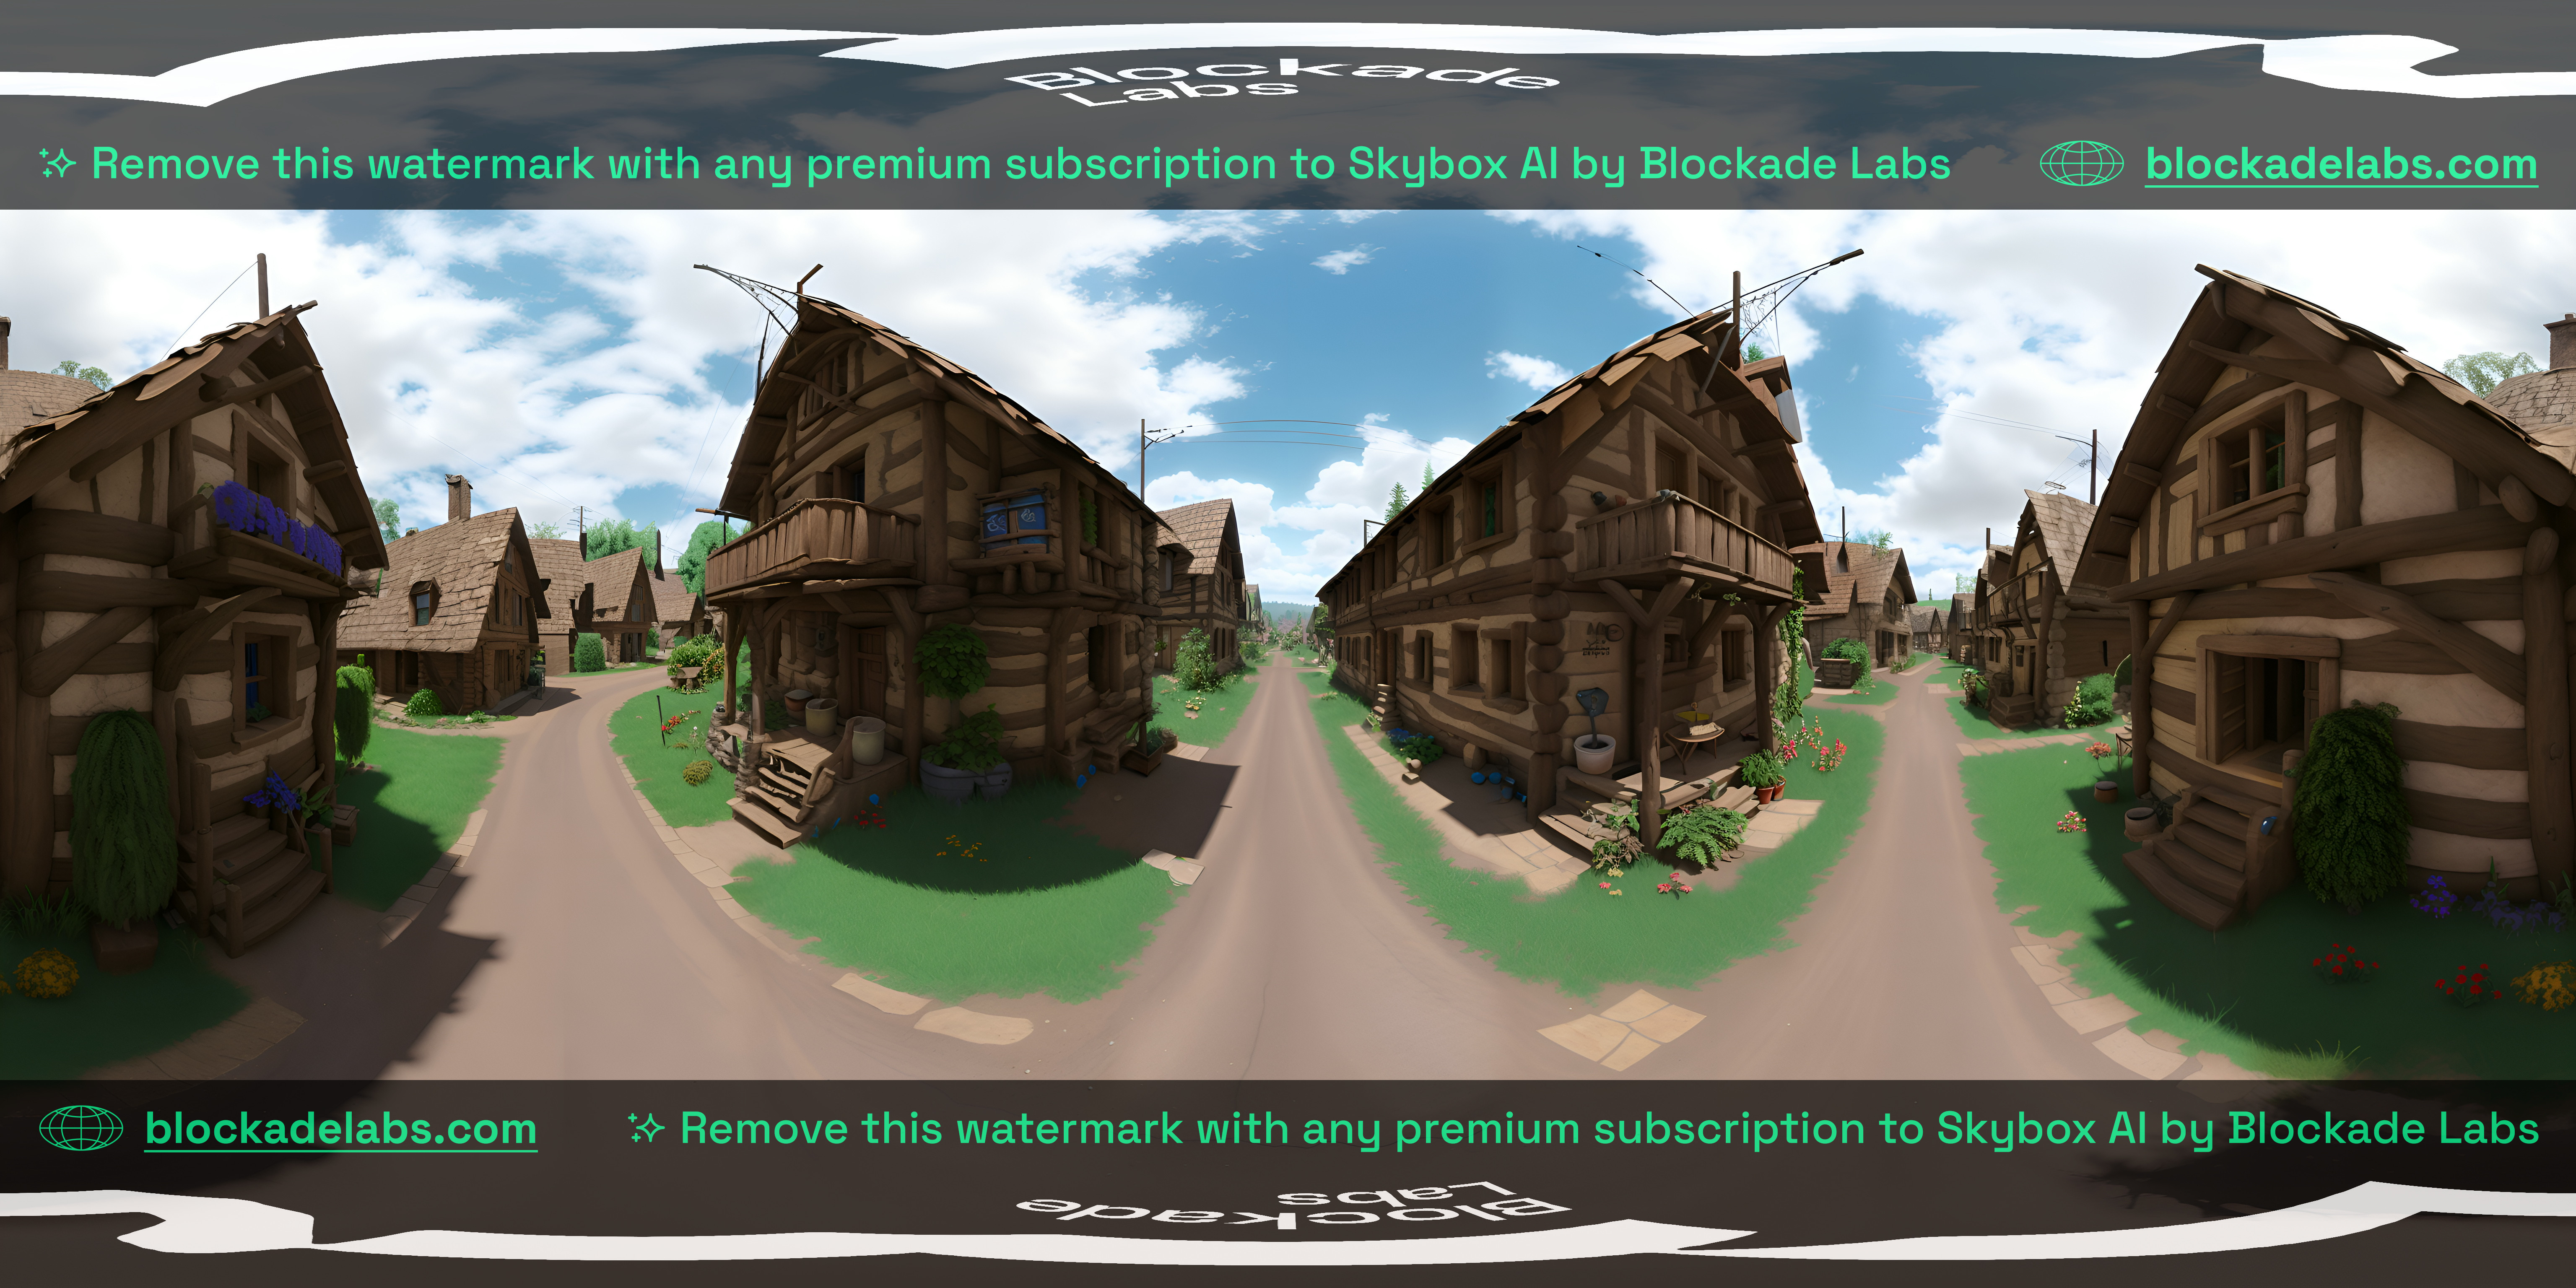 Blockade
Labs
Remove this watermark with any premium subscription to Skybox AI by Blockade Labs
blockadelabs.com
blockadelabs.com
Remove this watermark with any premium subscription to Skybox AI by Blockade Labs
Labs
Blockade